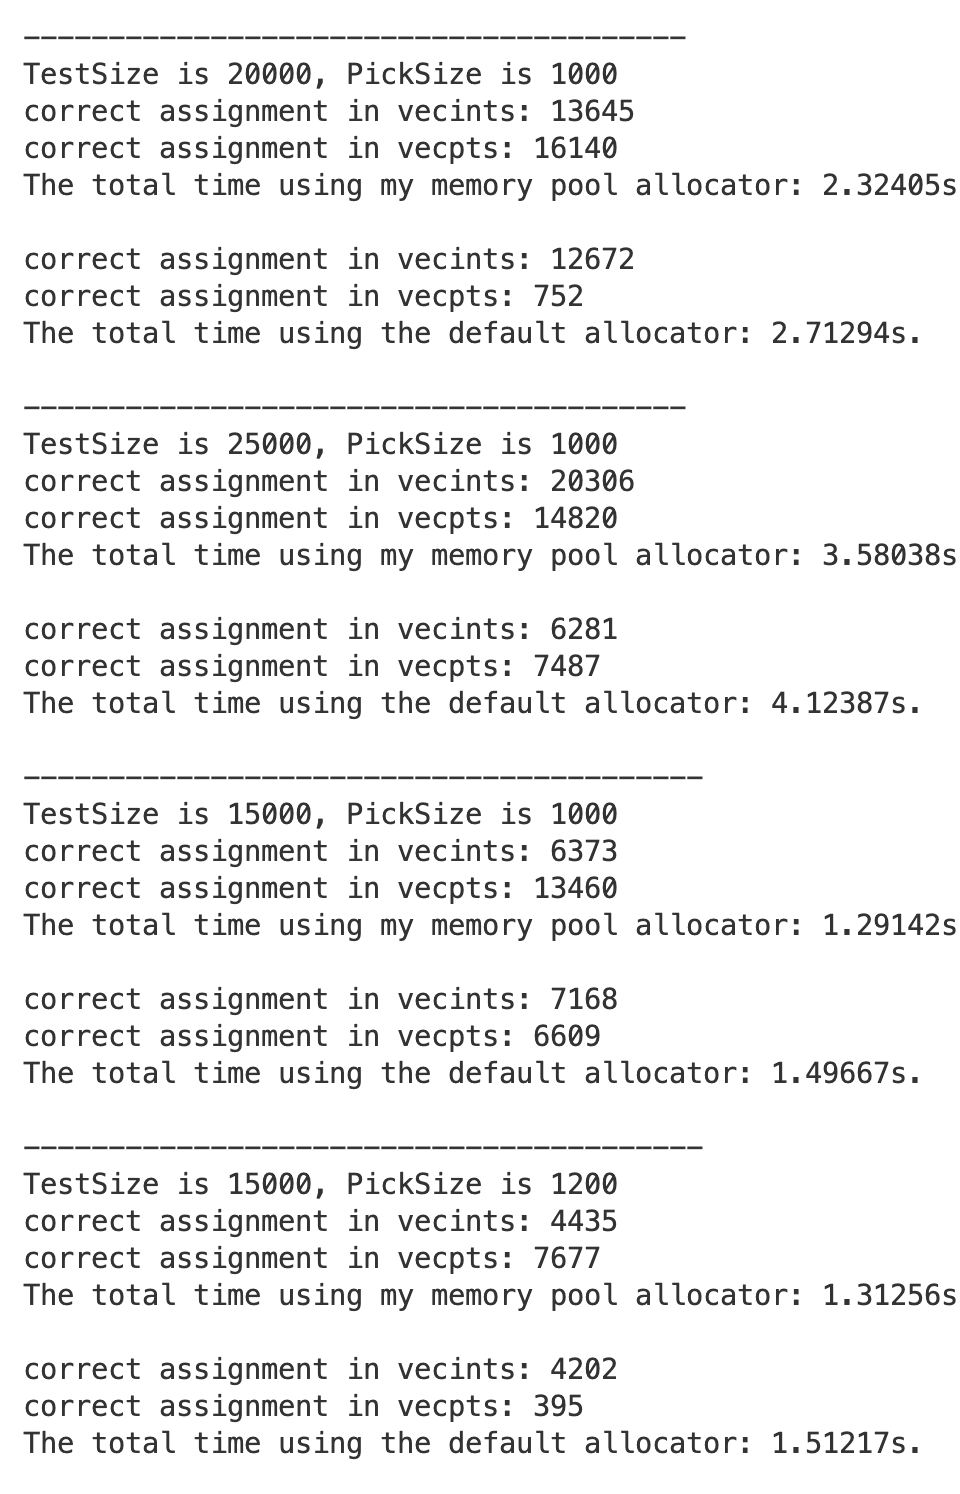 ---------------------------------------
TestSize is 20000, PickSize is 1000
correct assignment in vecints: 13645
correct assignment in vecpts: 16140
The total time using my memory pool allocator: 2.32405s

correct assignment in vecints: 12672
correct assignment in vecpts: 752
The total time using the default allocator: 2.71294s.

---------------------------------------
TestSize is 25000, PickSize is 1000
correct assignment in vecints: 20306
correct assignment in vecpts: 14820
The total time using my memory pool allocator: 3.58038s

correct assignment in vecints: 6281
correct assignment in vecpts: 7487
The total time using the default allocator: 4.12387s.

----------------------------------------
TestSize is 15000, PickSize is 1000
correct assignment in vecints: 6373
correct assignment in vecpts: 13460
The total time using my memory pool allocator: 1.29142s

correct assignment in vecints: 7168
correct assignment in vecpts: 6609
The total time using the default allocator: 1.49667s.

----------------------------------------
TestSize is 15000, PickSize is 1200
correct assignment in vecints: 4435
correct assignment in vecpts: 7677
The total time using my memory pool allocator: 1.31256s

correct assignment in vecints: 4202
correct assignment in vecpts: 395
The total time using the default allocator: 1.51217s.